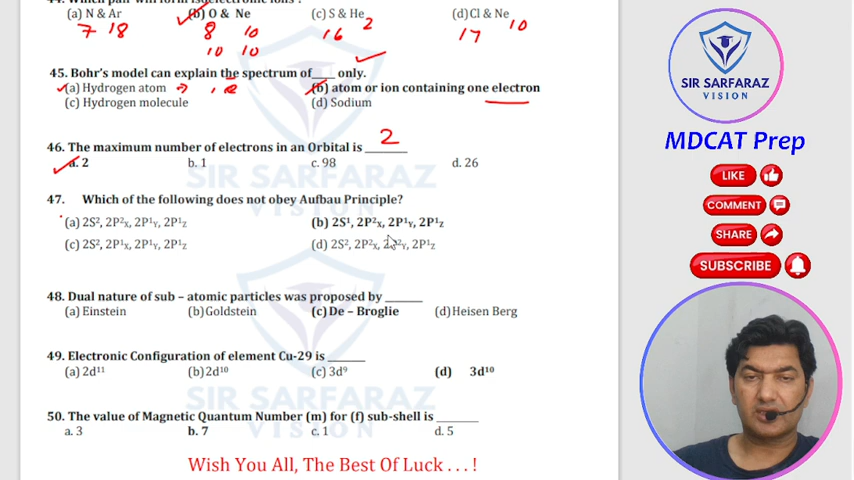 (a) N & Ar (b) O & Ne (c) S & He (d) Cl & Ne
7 18 8 10 16 2 17 10
10 10
45. Bohr's model can explain the spectrum of____ only.
(a) Hydrogen atom (b) atom or ion containing one electron
(c) Hydrogen molecule (d) Sodium
46. The maximum number of electrons in an Orbital is ______ 2
a. 2 b. 1 c. 98 d. 26
47. Which of the following does not obey Aufbau Principle?
(a) 2S², 2P²x, 2P¹Y, 2P¹z (b) 2S¹, 2P²x, 2P¹Y, 2P¹z
(c) 2S², 2P¹x, 2P¹Y, 2P¹z (d) 2S², 2P²x, 2P²Y, 2P¹z
48. Dual nature of sub – atomic particles was proposed by ______
(a) Einstein (b) Goldstein (c) De – Broglie (d) Heisen Berg
49. Electronic Configuration of element Cu-29 is ______
(a) 2d¹¹ (b) 2d¹⁰ (c) 3d⁹ (d) 3d¹⁰
50. The value of Magnetic Quantum Number (m) for (f) sub-shell is ______
a. 3 b. 7 c. 1 d. 5
Wish You All, The Best Of Luck . . . !
SIR SARFARAZ
VISION
MDCAT Prep
LIKE
COMMENT
SHARE
SUBSCRIBE
SIR SARFARAZ
VISION
SIR SARFARAZ
VISION